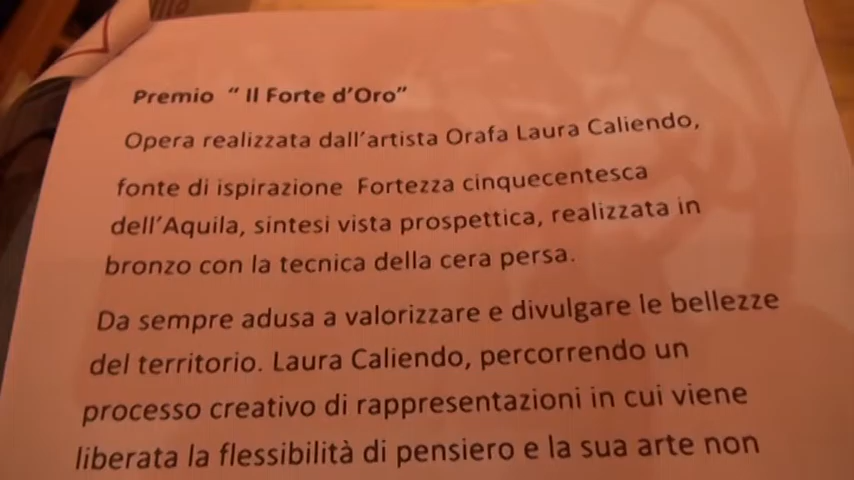 Premio “ Il Forte d’Oro”
Opera realizzata dall’artista Orafa Laura Caliendo,
fonte di ispirazione Fortezza cinquecentesca
dell’Aquila, sintesi vista prospettica, realizzata in
bronzo con la tecnica della cera persa.
Da sempre adusa a valorizzare e divulgare le bellezze
del territorio. Laura Caliendo, percorrendo un
processo creativo di rappresentazioni in cui viene
liberata la flessibilità di pensiero e la sua arte non